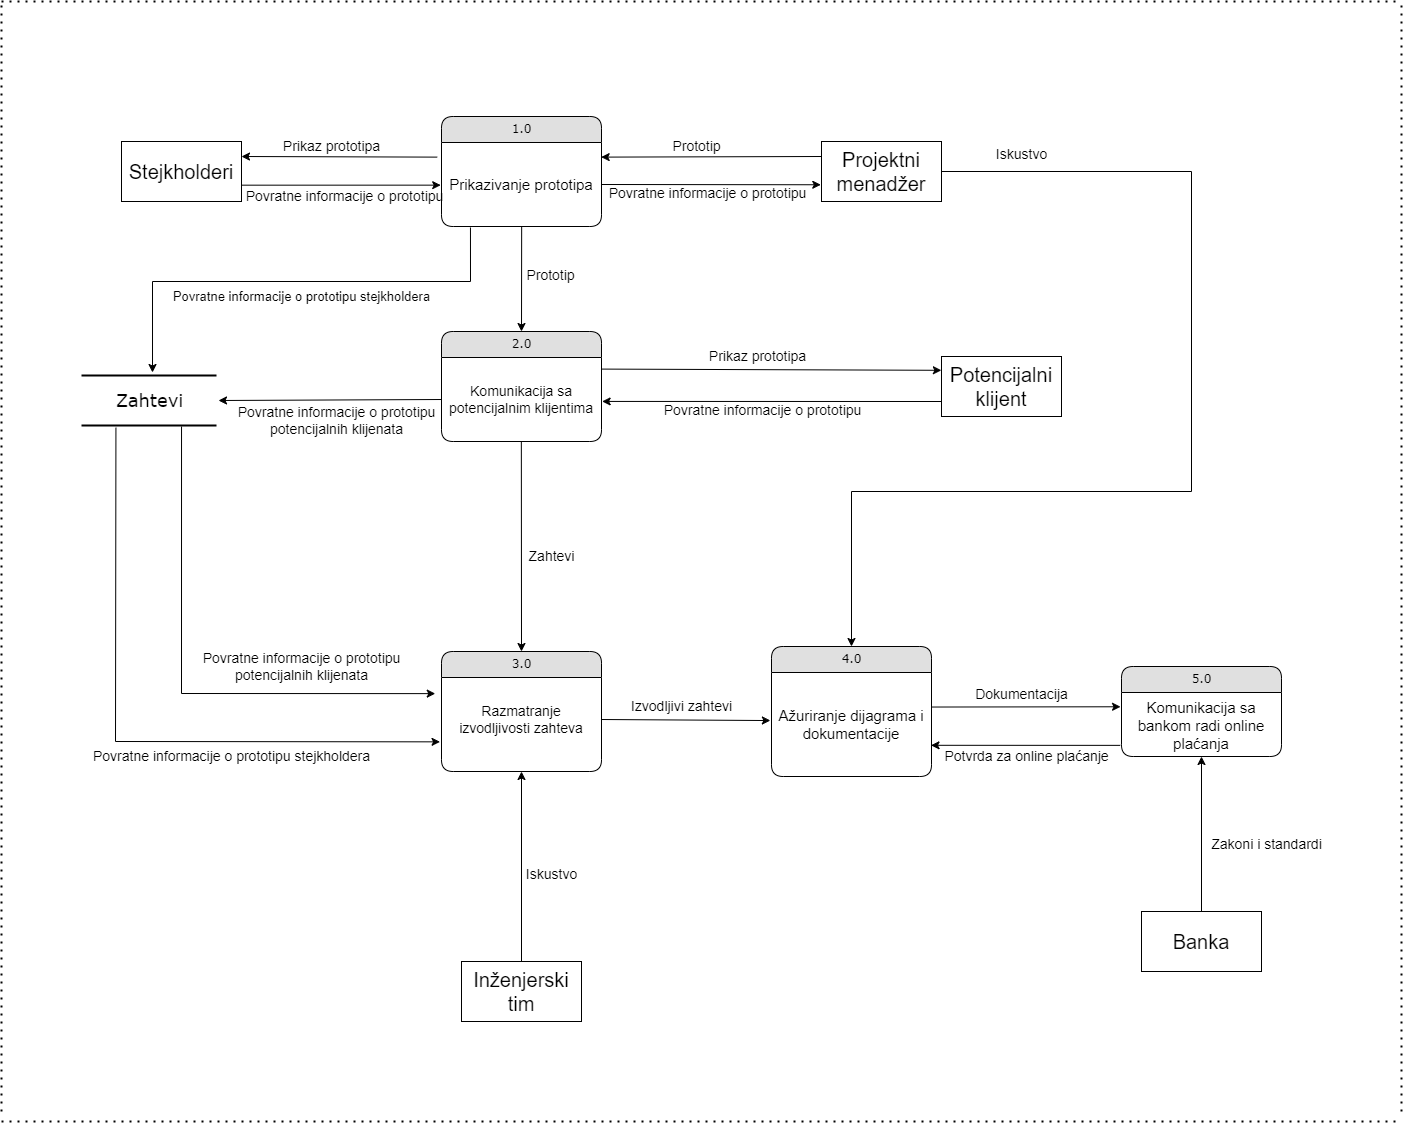 1.0
Prikaz prototipa
Prototip
Iskustvo
Stejkholderi
Prikazivanje prototipa
Projektni
menadžer
Povratne informacije o prototipu
Povratne informacije o prototipu
Prototip
Povratne informacije o prototipu stejkholdera
2.0
Prikaz prototipa
Zahtevi
Komunikacija sa
potencijalnim klijentima
Potencijalni
klijent
Povratne informacije o prototipu
potencijalnih klijenata
Povratne informacije o prototipu
Zahtevi
Povratne informacije o prototipu
potencijalnih klijenata
3.0
4.0
5.0
Razmatranje
izvodljivosti zahteva
Izvodljivi zahtevi
Ažuriranje dijagrama i
dokumentacije
Dokumentacija
Komunikacija sa
bankom radi online
plaćanja
Povratne informacije o prototipu stejkholdera
Potvrda za online plaćanje
Zakoni i standardi
Iskustvo
Banka
Inženjerski
tim